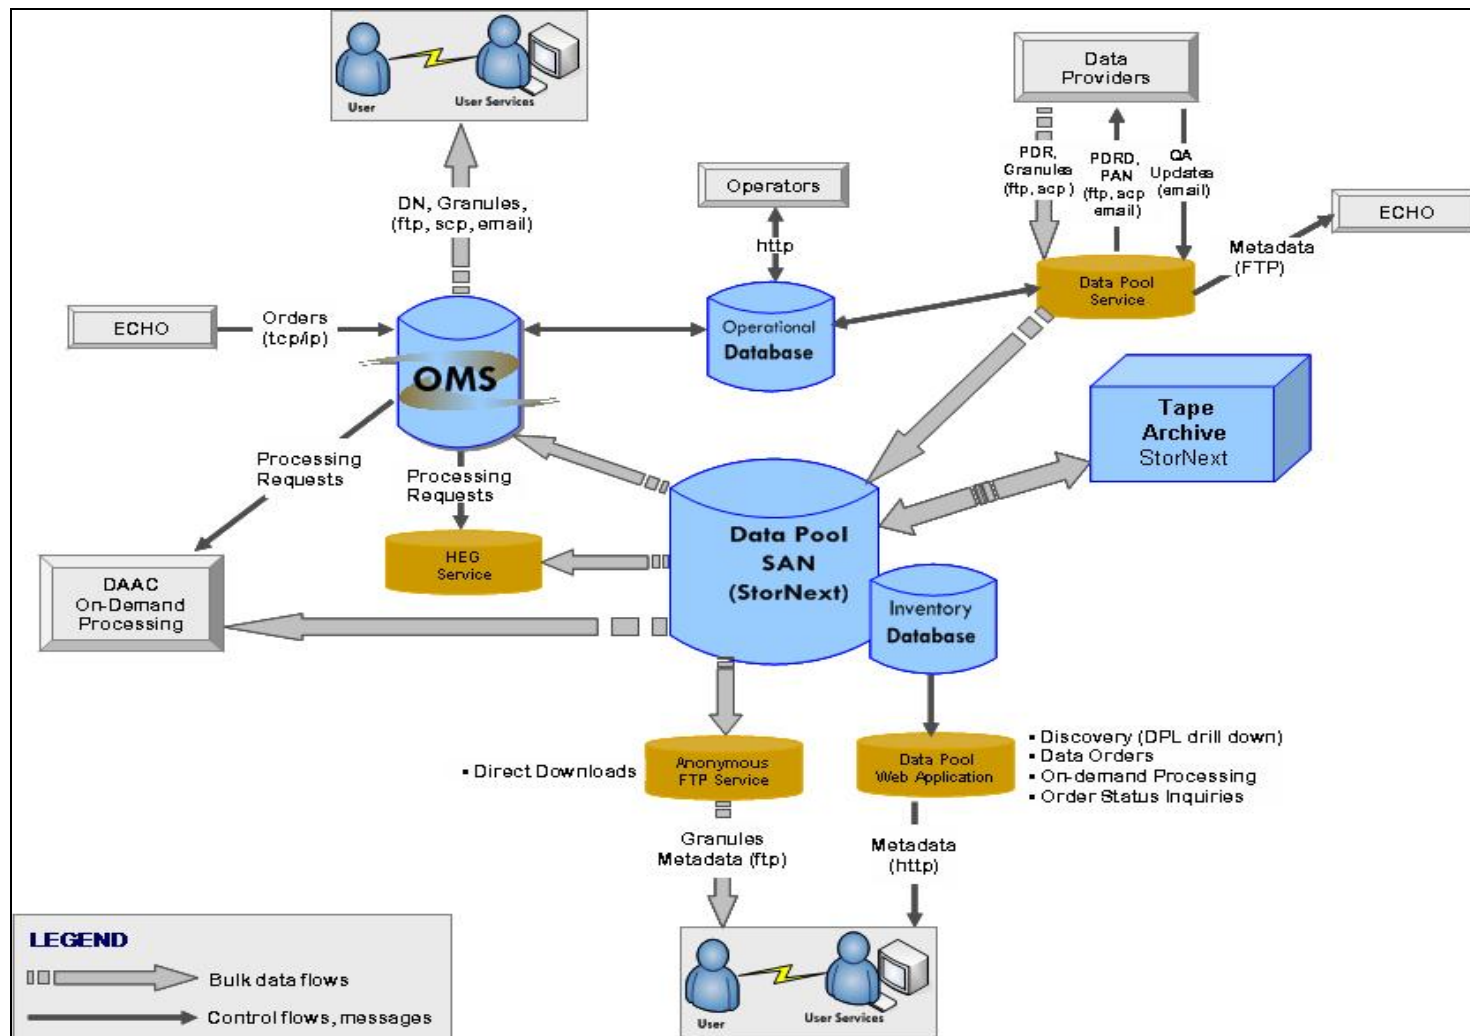 User
User Services
Data
Providers
PDR,
Granules
(ftp, scp)
PDRD,
PAN
(ftp, scp
email)
QA
Updates
(email)
Operators
ECHO
DN, Granules,
(ftp, scp, email)
http
Metadata
(FTP)
Data Pool
Service
ECHO
Orders
(tcp/ip)
Operational
Database
OMS
Tape
Archive
StorNext
Processing
Requests
Processing
Requests
Data Pool
SAN
(StorNext)
HEG
Service
DAAC
On-Demand
Processing
Inventory
Database
▪ Direct Downloads
Anonymous
FTP Service
Data Pool
Web Application
▪ Discovery (DPL drill down)
▪ Data Orders
▪ On-demand Processing
▪ Order Status Inquiries
Granules
Metadata (ftp)
Metadata
(http)
LEGEND
Bulk data flows
Control flows, messages
User
User Services